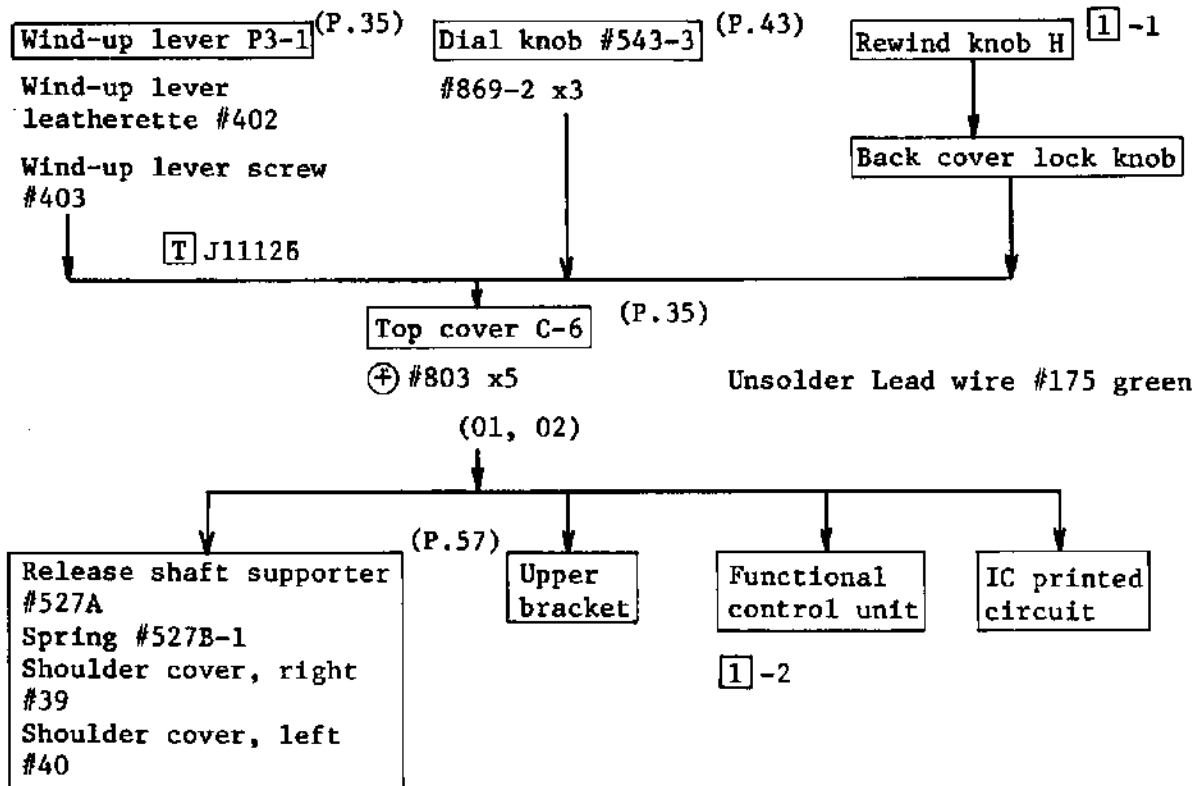 Wind-up lever P3-1 (P.35)
Wind-up lever
leatherette #402
Wind-up lever screw
#403
Dial knob #543-3 (P.43)
#869-2 x3
Rewind knob H 1 -1
Back cover lock knob
T J11126
Top cover C-6 (P.35)
#803 x5
Unsolder Lead wire #175 green
(01, 02)
(P.57)
Release shaft supporter
#527A
Spring #527B-1
Shoulder cover, right
#39
Shoulder cover, left
#40
Upper
bracket
Functional
control unit
1 -2
IC printed
circuit